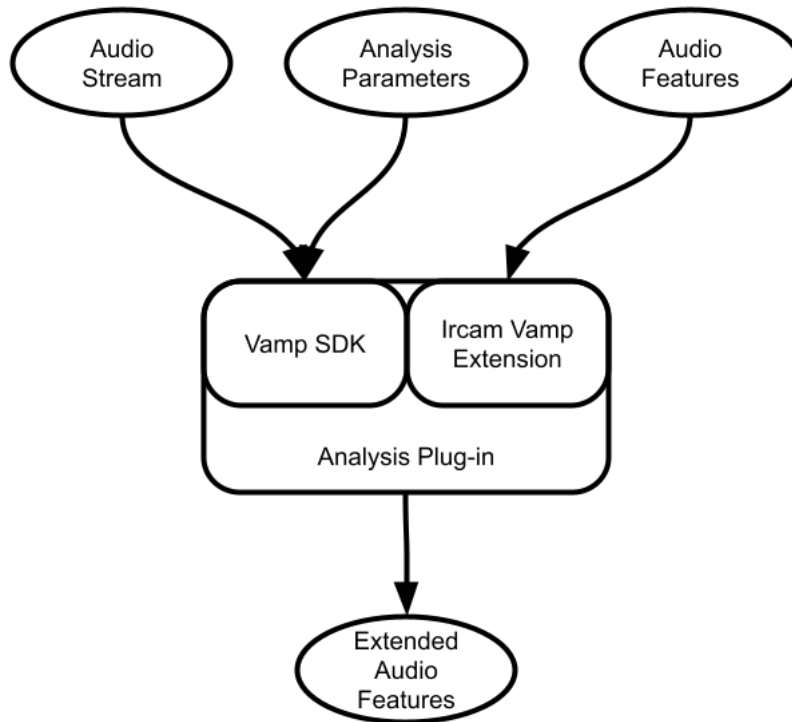 Audio
Stream
Analysis
Parameters
Audio
Features
Vamp SDK
Ircam Vamp
Extension
Analysis Plug-in
Extended
Audio
Features